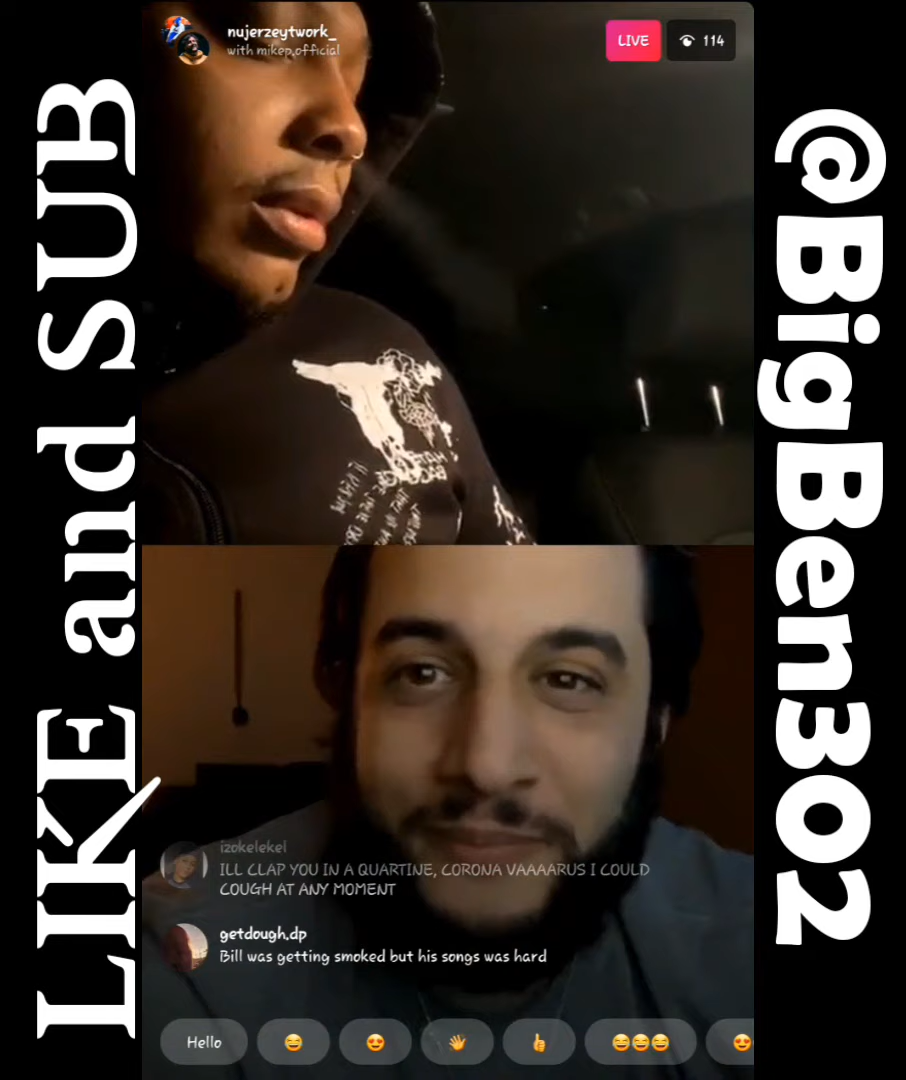 LIKE and SUB
nujerzeytwork_
with mikep.official
LIVE
114
@BigBen302
izokelekel
ILL CLAP YOU IN A QUARTINE, CORONA VAAAARUS I COULD
COUGH AT ANY MOMENT
getdough.dp
Bill was getting smoked but his songs was hard
Hello